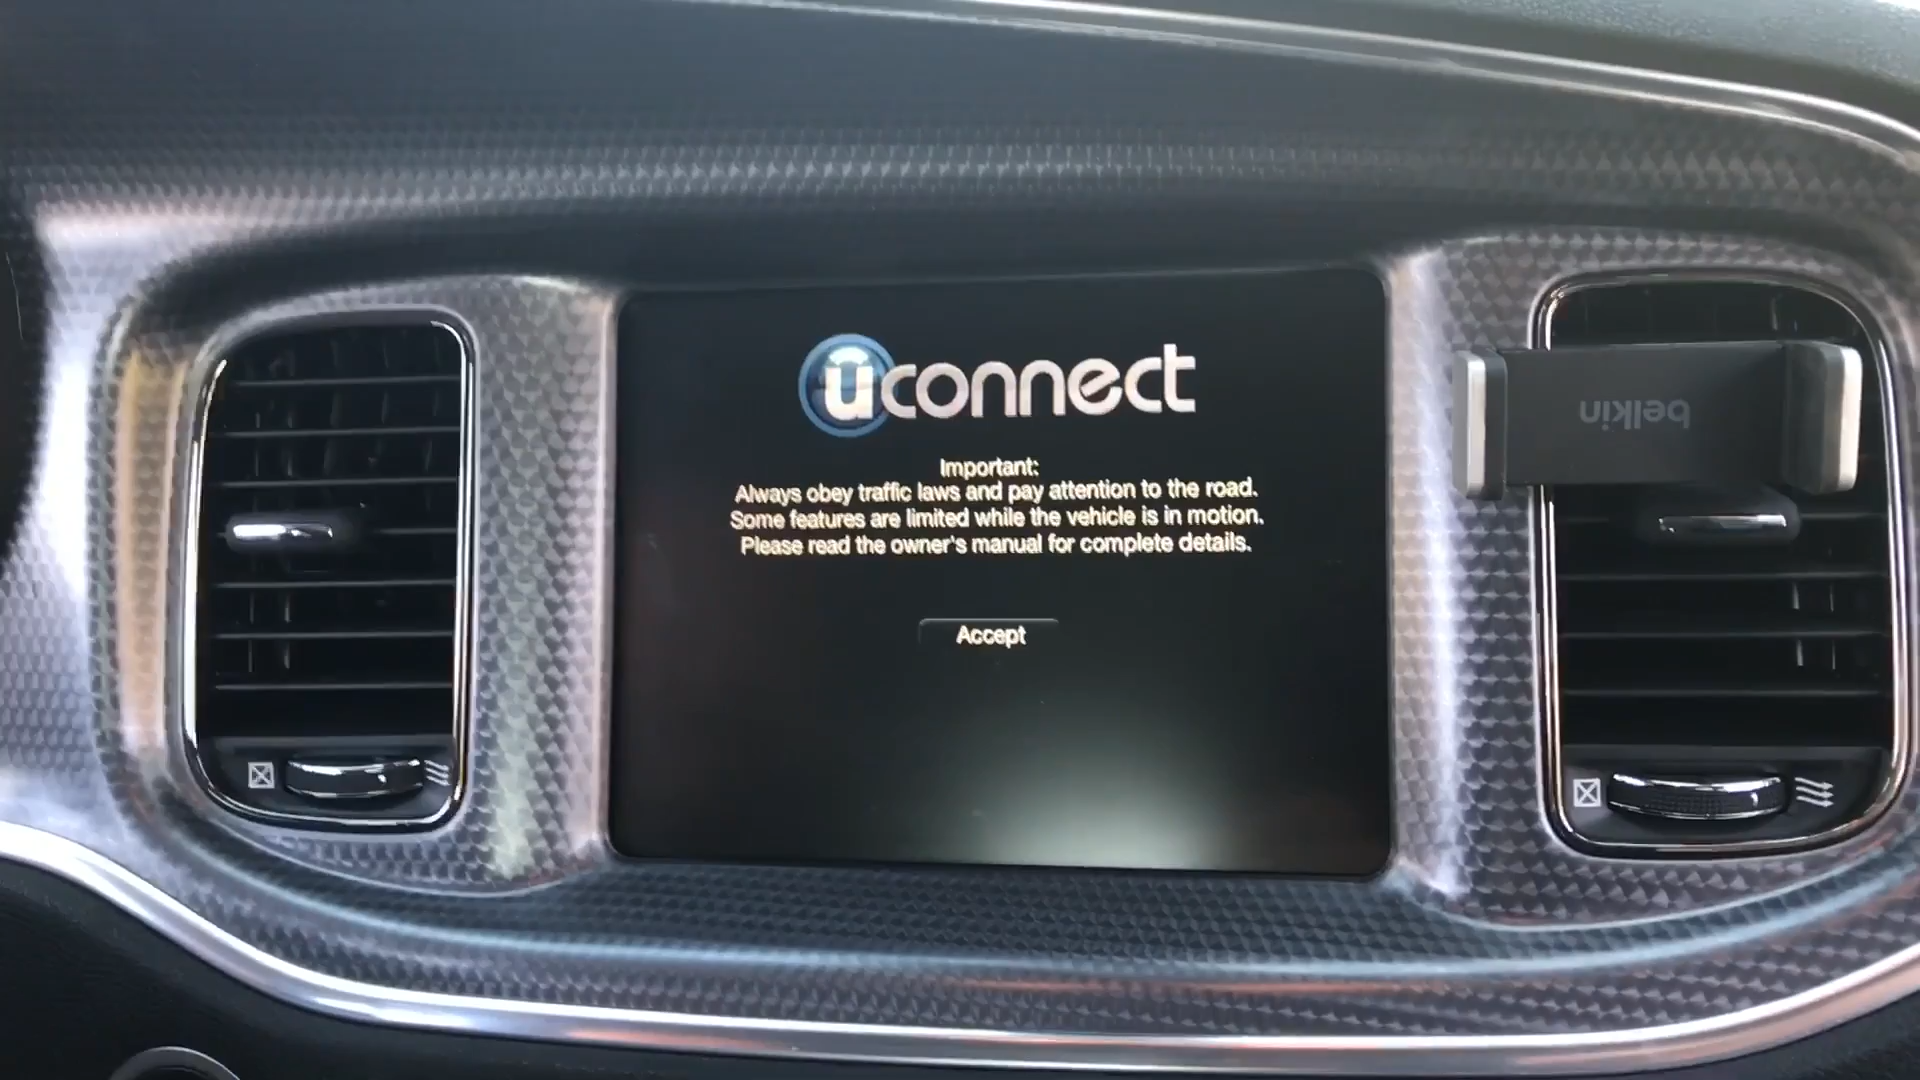 uconnect
Important:
Always obey traffic laws and pay attention to the road.
Some features are limited while the vehicle is in motion.
Please read the owner's manual for complete details.
Accept
belkin